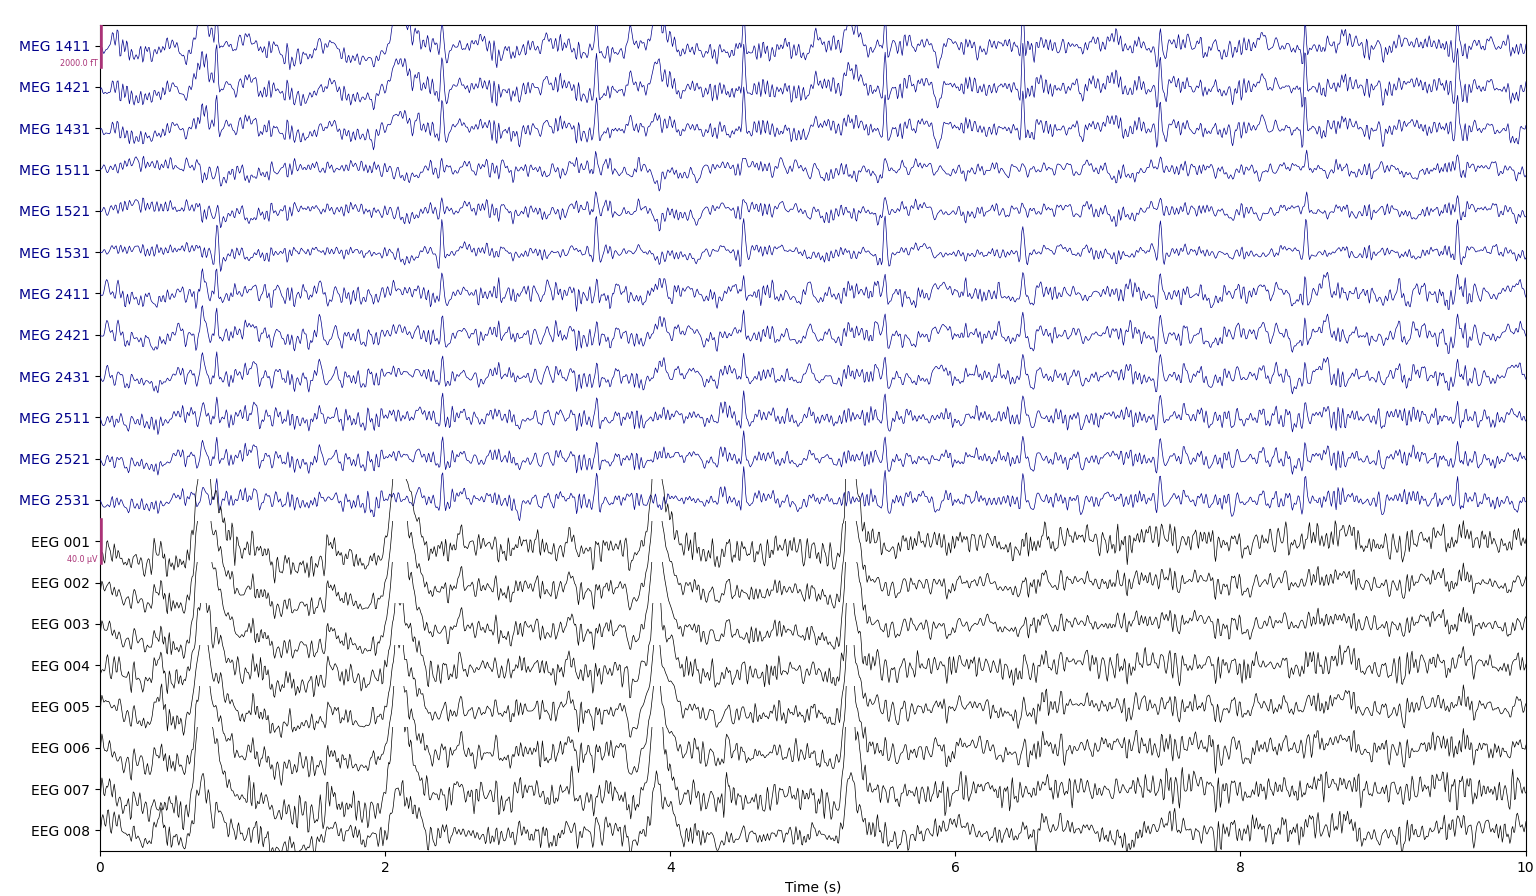 MEG 1411
2000.0 fT
MEG 1421
MEG 1431
MEG 1511
MEG 1521
MEG 1531
MEG 2411
MEG 2421
MEG 2431
MEG 2511
MEG 2521
MEG 2531
EEG 001
40.0 µV
EEG 002
EEG 003
EEG 004
EEG 005
EEG 006
EEG 007
EEG 008
0 2 4 6 8 10
Time (s)